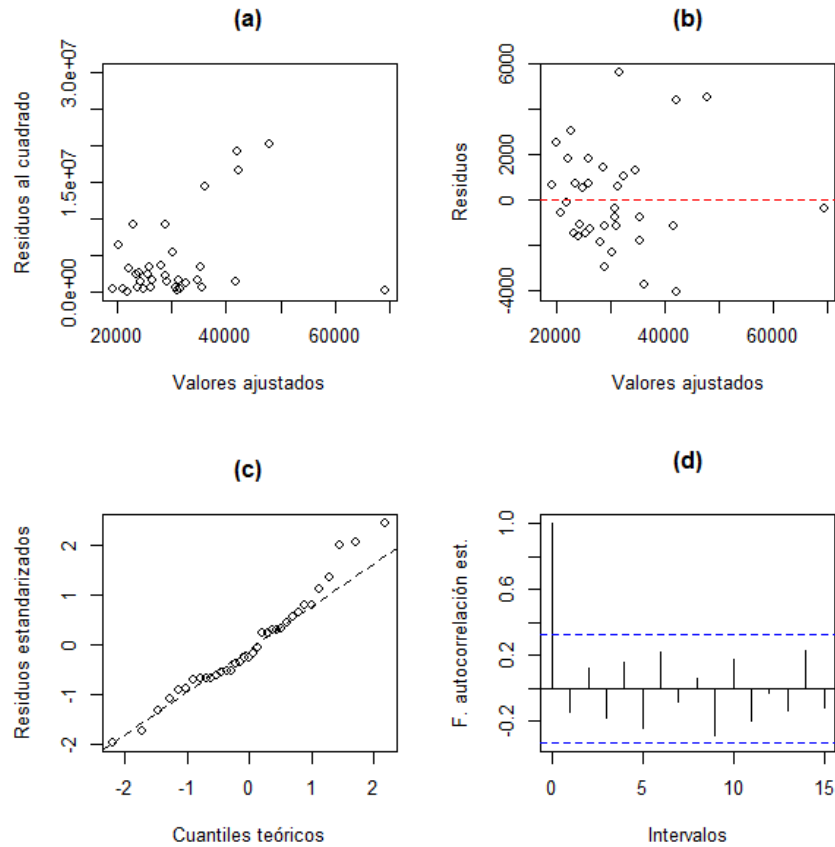 (a)
Residuos al cuadrado
0.0e+00 1.5e+07 3.0e+07
20000 40000 60000
Valores ajustados
(b)
Residuos
-4000 0 2000 6000
20000 40000 60000
Valores ajustados
(c)
Residuos estandarizados
-2 -1 0 1 2
-2 -1 0 1 2
Cuantiles teóricos
(d)
F. autocorrelación est.
-0.2 0.2 0.6 1.0
0 5 10 15
Intervalos